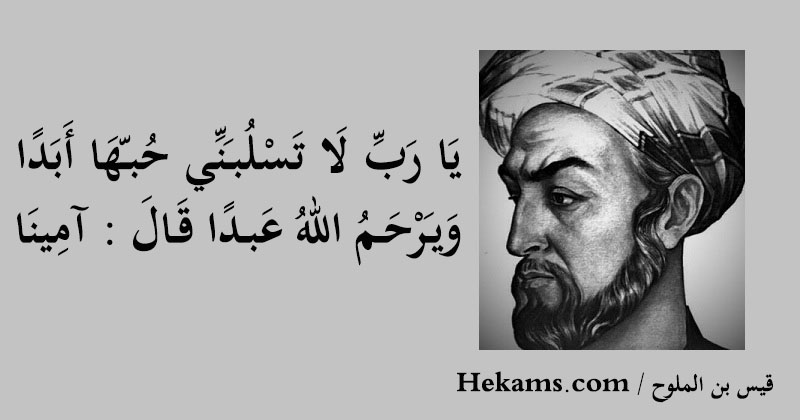 يَا رَبِّ لَا تَسْلُبَنِّي حُبّهَا أَبَدًا
وَيَرْحَمُ اللهُ عَبدًا قَالَ : آمِينَا
قيس بن الملوح / Hekams.com